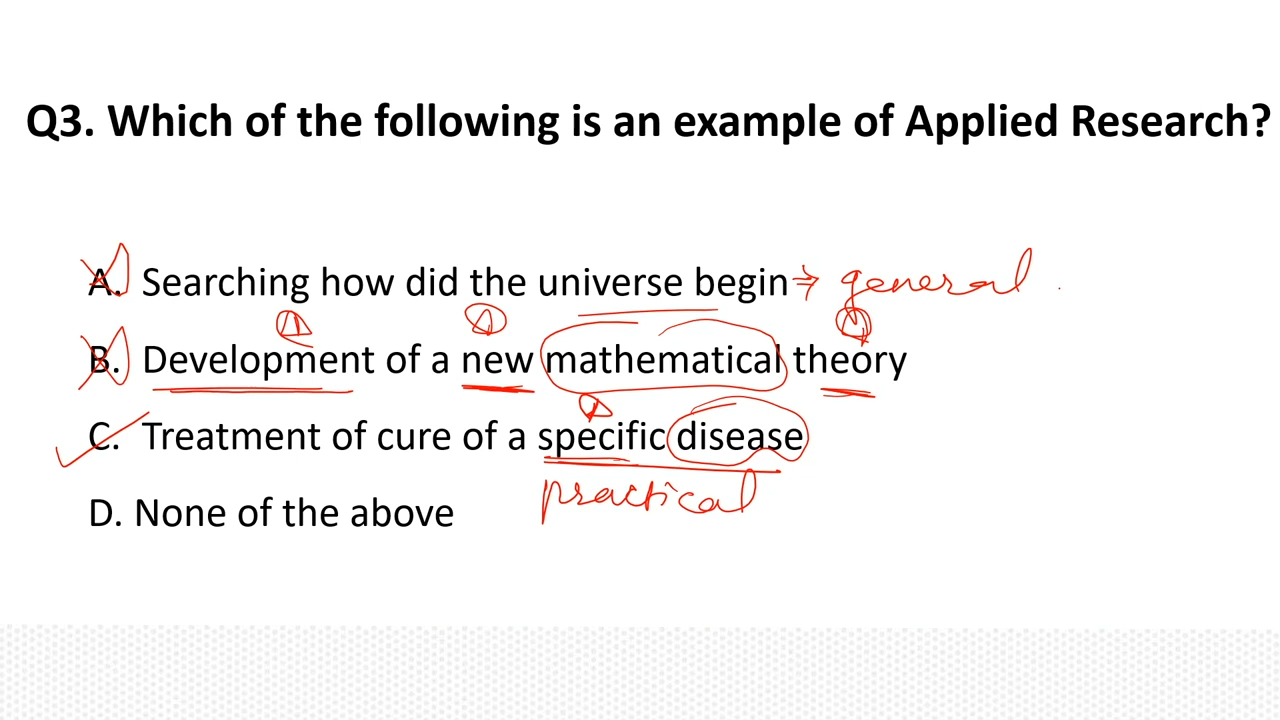 Q3. Which of the following is an example of Applied Research?
A. Searching how did the universe begin ⇒ general
B. Development of a new mathematical theory
C. Treatment of cure of a specific disease
practical
D. None of the above